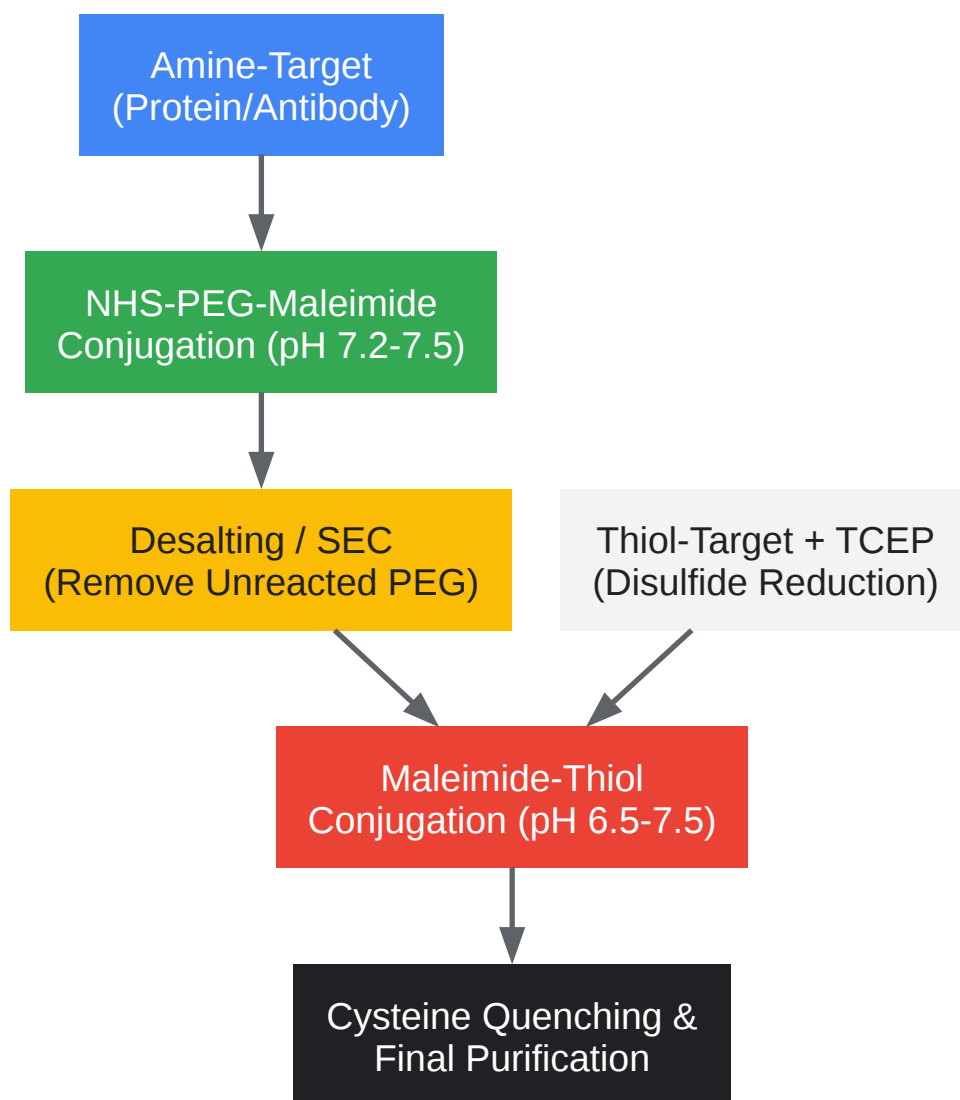 Amine-Target
(Protein/Antibody)
NHS-PEG-Maleimide
Conjugation (pH 7.2-7.5)
Desalting / SEC
(Remove Unreacted PEG)
Thiol-Target + TCEP
(Disulfide Reduction)
Maleimide-Thiol
Conjugation (pH 6.5-7.5)
Cysteine Quenching &
Final Purification